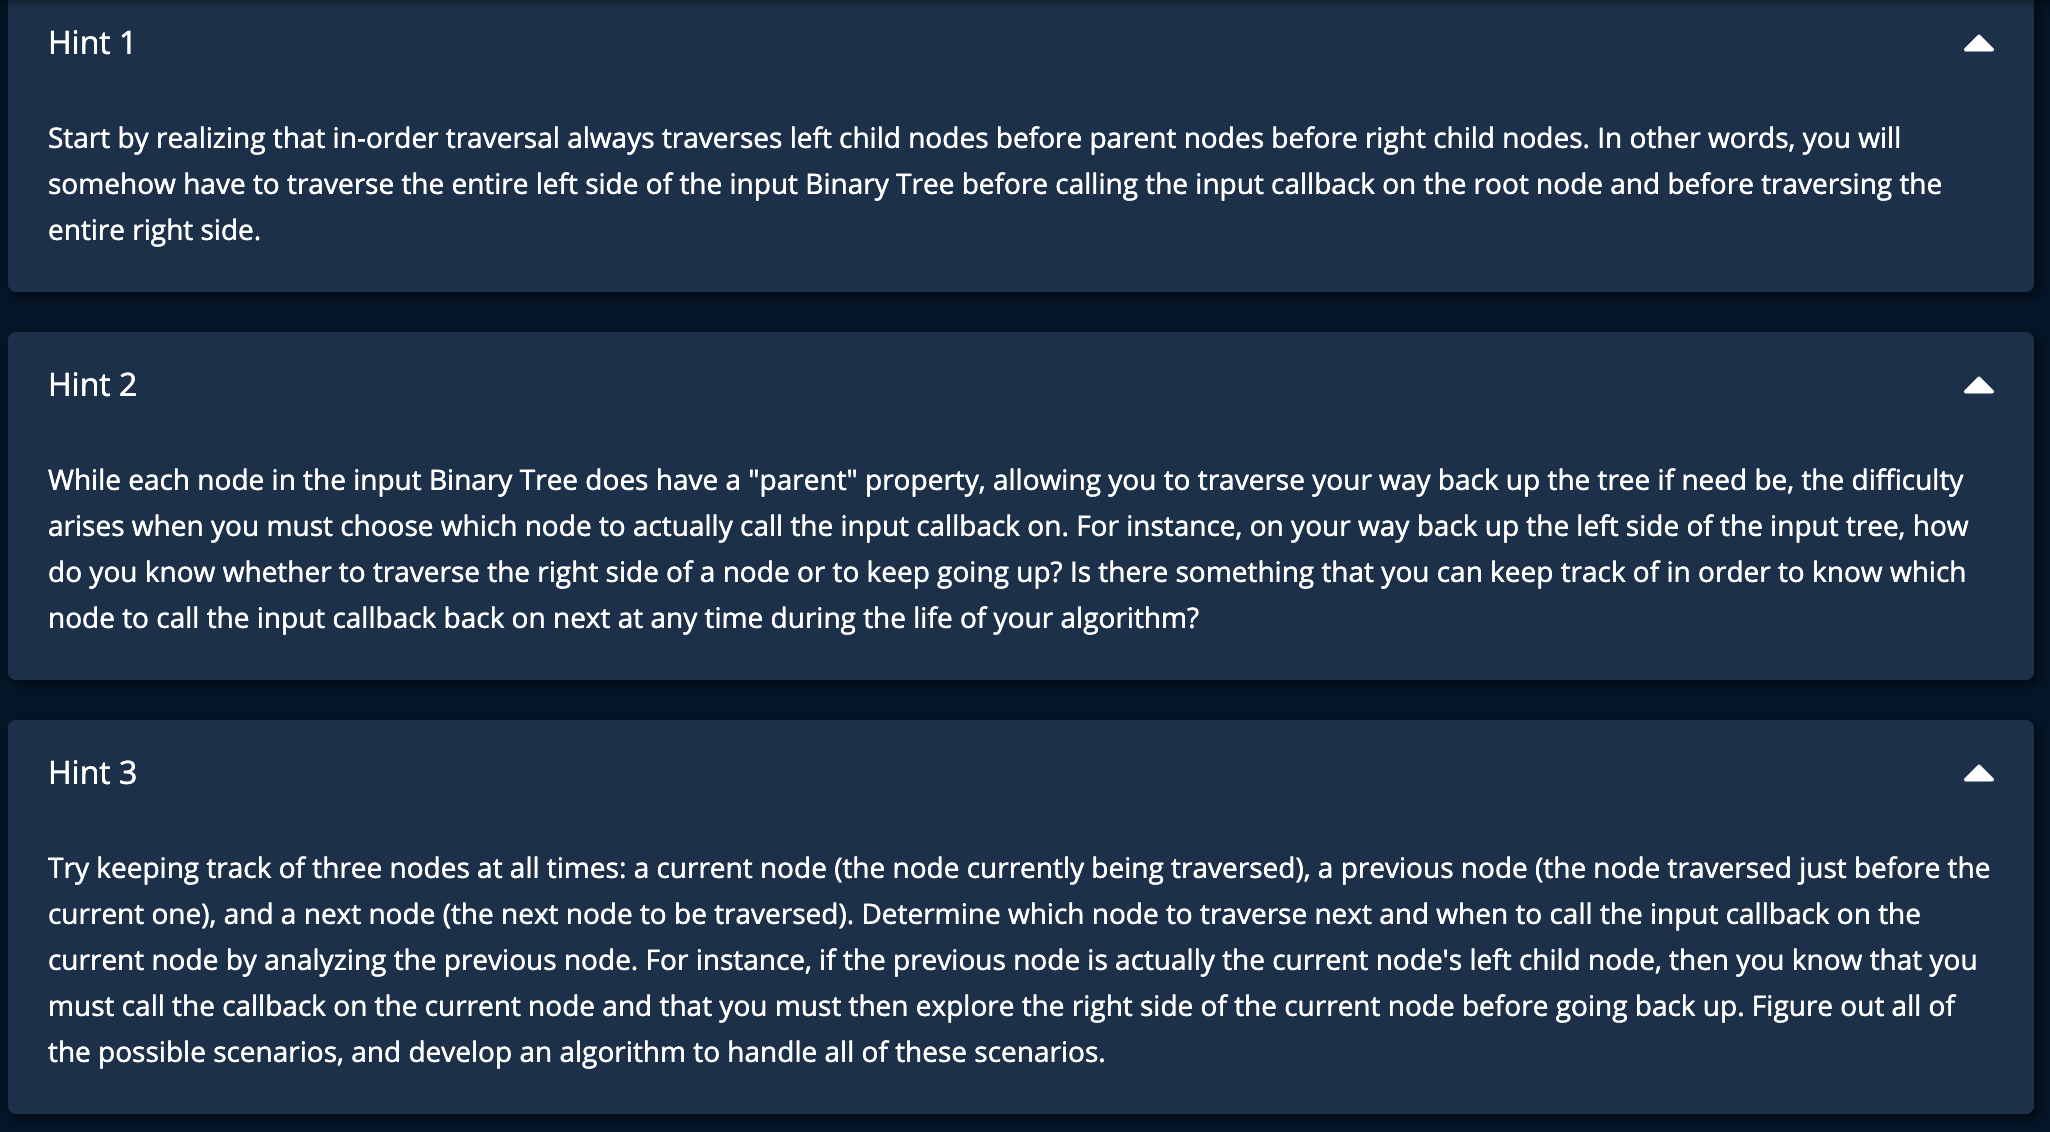 Hint 1
Start by realizing that in-order traversal always traverses left child nodes before parent nodes before right child nodes. In other words, you will
somehow have to traverse the entire left side of the input Binary Tree before calling the input callback on the root node and before traversing the
entire right side.
Hint 2
While each node in the input Binary Tree does have a "parent" property, allowing you to traverse your way back up the tree if need be, the difficulty
arises when you must choose which node to actually call the input callback on. For instance, on your way back up the left side of the input tree, how
do you know whether to traverse the right side of a node or to keep going up? Is there something that you can keep track of in order to know which
node to call the input callback back on next at any time during the life of your algorithm?
Hint 3
Try keeping track of three nodes at all times: a current node (the node currently being traversed), a previous node (the node traversed just before the
current one), and a next node (the next node to be traversed). Determine which node to traverse next and when to call the input callback on the
current node by analyzing the previous node. For instance, if the previous node is actually the current node's left child node, then you know that you
must call the callback on the current node and that you must then explore the right side of the current node before going back up. Figure out all of
the possible scenarios, and develop an algorithm to handle all of these scenarios.